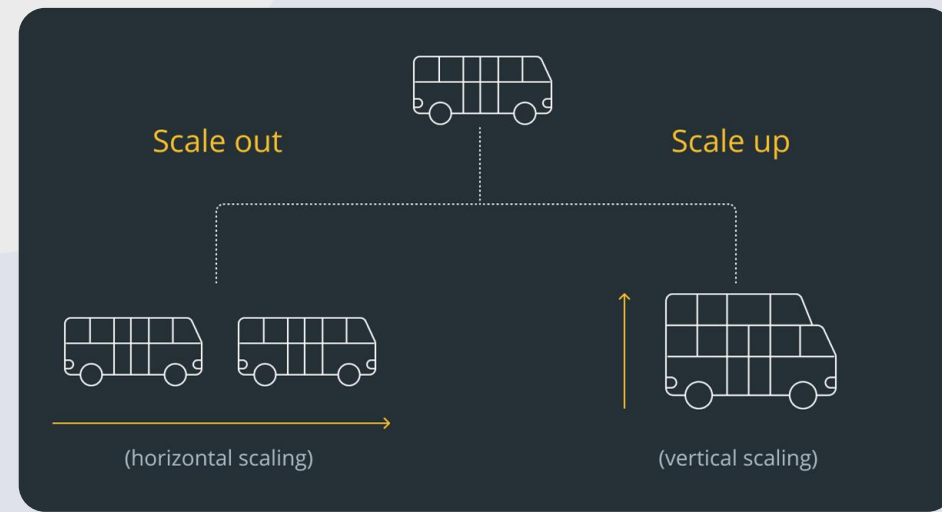 Scale out
Scale up
(horizontal scaling)
(vertical scaling)